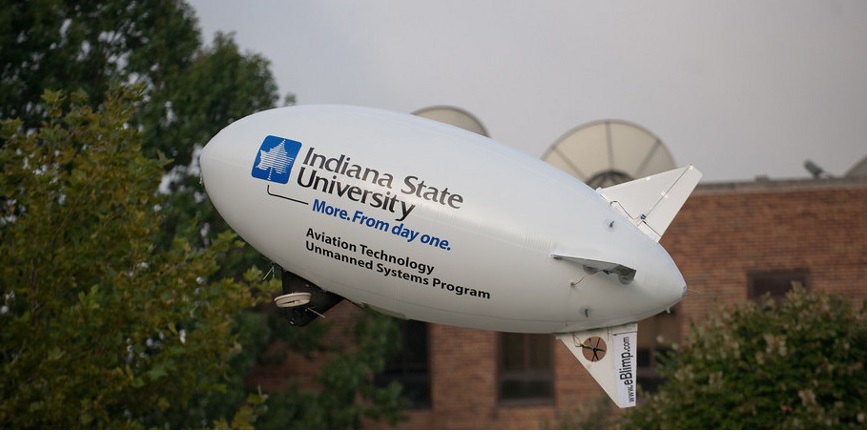 Indiana State
University
More. From day one.
Aviation Technology
Unmanned Systems Program
www.eBlimp.com